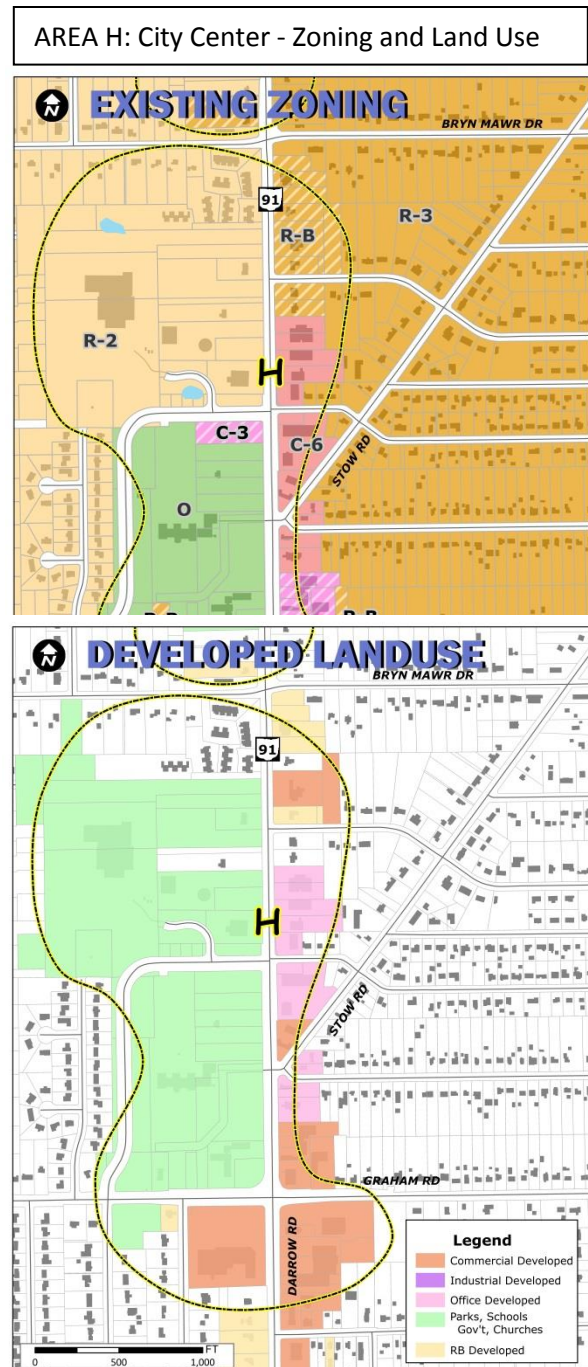 AREA H: City Center - Zoning and Land Use
N
EXISTING ZONING
BRYN MAWR DR
91
R-B
R-3
R-2
H
C-3
C-6
STOW RD
O
N
DEVELOPED LANDUSE
BRYN MAWR DR
91
H
STOW RD
GRAHAM RD
DARROW RD
Legend
Commercial Developed
Industrial Developed
Office Developed
Parks, Schools
Gov't, Churches
RB Developed
FT
0 500 1,000